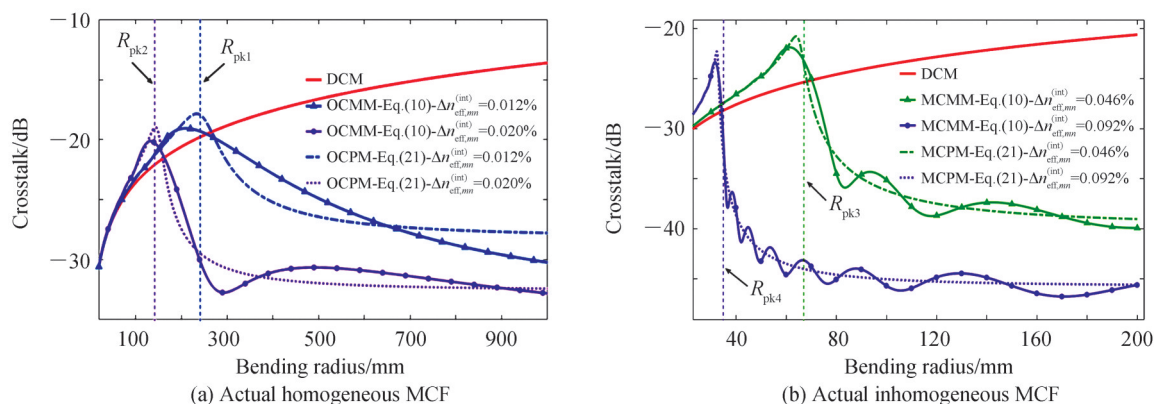 −10
−20
−30
Crosstalk/dB
R_pk2
R_pk1
DCM
OCMM-Eq.(10)-Δn_eff,mn^(int)=0.012%
OCMM-Eq.(10)-Δn_eff,mn^(int)=0.020%
OCPM-Eq.(21)-Δn_eff,mn^(int)=0.012%
OCPM-Eq.(21)-Δn_eff,mn^(int)=0.020%
100 300 500 700 900
Bending radius/mm
(a) Actual homogeneous MCF
−20
−30
−40
Crosstalk/dB
DCM
MCMM-Eq.(10)-Δn_eff,mn^(int)=0.046%
MCMM-Eq.(10)-Δn_eff,mn^(int)=0.092%
MCPM-Eq.(21)-Δn_eff,mn^(int)=0.046%
MCPM-Eq.(21)-Δn_eff,mn^(int)=0.092%
R_pk3
R_pk4
40 80 120 160 200
Bending radius/mm
(b) Actual inhomogeneous MCF